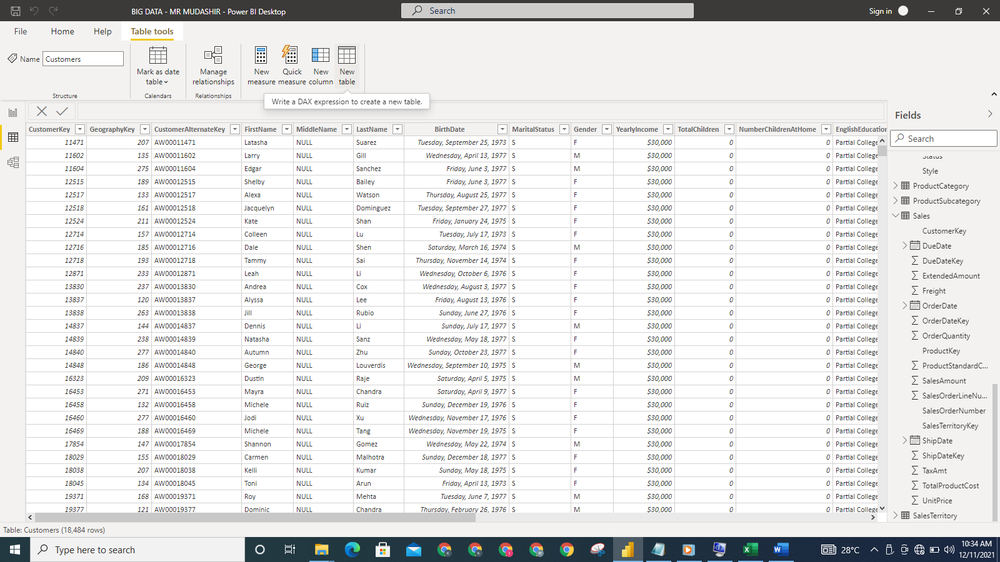 BIG DATA - MR MUDASHIR - Power BI Desktop
Search
Sign in
File Home Help Table tools
Name Customers
Mark as date table
Manage relationships
New measure
Quick measure
New column
New table
Structure Calendars Relationships
Write a DAX expression to create a new table.
CustomerKey GeographyKey CustomerAlternateKey FirstName MiddleName LastName BirthDate MaritalStatus Gender YearlyIncome TotalChildren NumberChildrenAtHome EnglishEducation
11471 207 AW00011471 Latasha NULL Suarez Tuesday, September 25, 1973 S F $30,000 0 0 Partial College
11602 135 AW00011602 Larry NULL Gill Wednesday, April 13, 1977 S M $30,000 0 0 Partial College
11604 275 AW00011604 Edgar NULL Sanchez Friday, June 3, 1977 S M $30,000 0 0 Partial College
12515 189 AW00012515 Shelby NULL Bailey Friday, June 3, 1977 S F $30,000 0 0 Partial College
12517 133 AW00012517 Alexa NULL Watson Thursday, August 25, 1977 S F $30,000 0 0 Partial College
12518 161 AW00012518 Jacquelyn NULL Dominguez Tuesday, September 27, 1977 S F $30,000 0 0 Partial College
12524 211 AW00012524 Kate NULL Shan Friday, January 24, 1975 S F $30,000 0 0 Partial College
12714 157 AW00012714 Colleen NULL Lu Tuesday, July 17, 1973 S F $30,000 0 0 Partial College
12716 185 AW00012716 Dale NULL Shen Saturday, March 16, 1974 S M $30,000 0 0 Partial College
12718 193 AW00012718 Tammy NULL Sai Thursday, November 14, 1974 S F $30,000 0 0 Partial College
12871 233 AW00012871 Leah NULL Li Wednesday, October 6, 1976 S F $30,000 0 0 Partial College
13830 237 AW00013830 Andrea NULL Cox Wednesday, August 3, 1977 S F $30,000 0 0 Partial College
13837 120 AW00013837 Alyssa NULL Lee Friday, August 13, 1976 S F $30,000 0 0 Partial College
13838 263 AW00013838 Jill NULL Rubio Sunday, June 27, 1976 S F $30,000 0 0 Partial College
14837 144 AW00014837 Dennis NULL Li Sunday, July 17, 1977 S M $30,000 0 0 Partial College
14839 238 AW00014839 Natasha NULL Sanz Wednesday, May 18, 1977 S F $30,000 0 0 Partial College
14840 277 AW00014840 Autumn NULL Zhu Sunday, October 23, 1977 S F $30,000 0 0 Partial College
14848 186 AW00014848 George NULL Louverdis Wednesday, September 10, 1975 S M $30,000 0 0 Partial College
16323 209 AW00016323 Dustin NULL Raje Saturday, April 5, 1975 S M $30,000 0 0 Partial College
16453 271 AW00016453 Mayra NULL Chandra Saturday, April 9, 1977 S F $30,000 0 0 Partial College
16458 132 AW00016458 Michele NULL Ruiz Sunday, December 19, 1976 S F $30,000 0 0 Partial College
16460 277 AW00016460 Jodi NULL Xu Wednesday, November 17, 1976 S F $30,000 0 0 Partial College
16469 188 AW00016469 Michele NULL Tang Wednesday, November 19, 1975 S F $30,000 0 0 Partial College
17854 147 AW00017854 Shannon NULL Gomez Wednesday, May 22, 1974 S M $30,000 0 0 Partial College
18029 155 AW00018029 Carmen NULL Malhotra Sunday, December 18, 1977 S F $30,000 0 0 Partial College
18038 207 AW00018038 Kelli NULL Kumar Sunday, May 18, 1975 S F $30,000 0 0 Partial College
18045 134 AW00018045 Toni NULL Arun Friday, April 13, 1973 S F $30,000 0 0 Partial College
19371 168 AW00019371 Roy NULL Mehta Tuesday, June 7, 1977 S M $30,000 0 0 Partial College
19377 121 AW00019377 Dominic NULL Chandra Thursday, February 26, 1976 S M $30,000 0 0 Partial College
Fields
Search
Status
Style
ProductCategory
ProductSubcategory
Sales
CustomerKey
DueDate
DueDateKey
ExtendedAmount
Freight
OrderDate
OrderDateKey
OrderQuantity
ProductKey
ProductStandardC...
SalesAmount
SalesOrderLineNu...
SalesOrderNumber
SalesTerritoryKey
ShipDate
ShipDateKey
TaxAmt
TotalProductCost
UnitPrice
SalesTerritory
Table: Customers (18,484 rows)
Type here to search
28°C
10:34 AM
12/11/2021